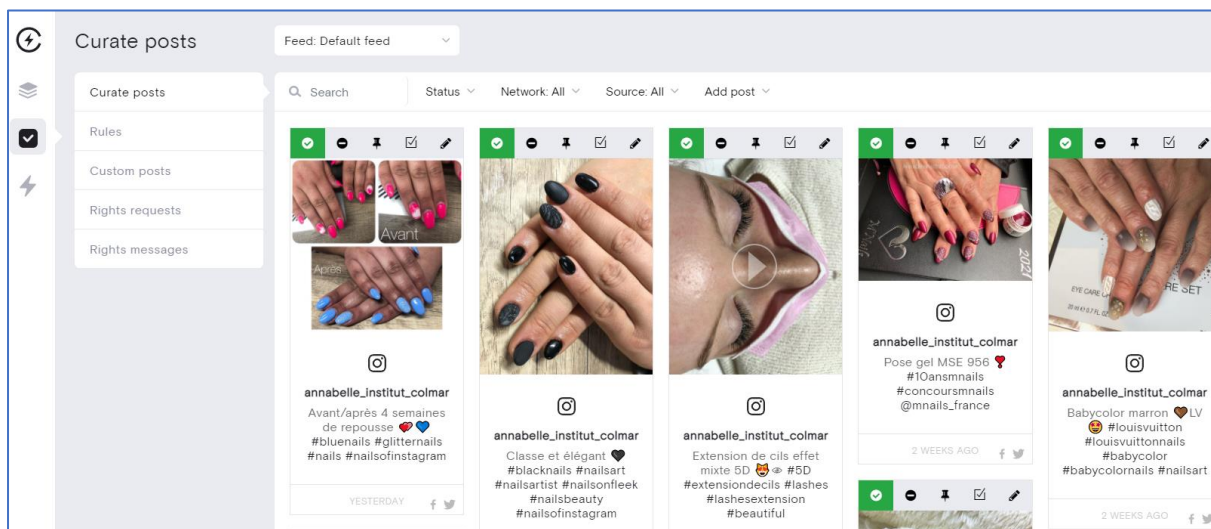 Curate posts
Feed: Default feed
Curate posts
Rules
Custom posts
Rights requests
Rights messages
Search
Status
Network: All
Source: All
Add post
Avant
Après
annabelle_institut_colmar
Avant/après 4 semaines
de repousse 💕💙
#bluenails #glitternails
#nails #nailsofinstagram
YESTERDAY
annabelle_institut_colmar
Classe et élégant 🖤
#blacknails #nailsart
#nailsartist #nailsonfleek
#nailsbeauty
#nailsofinstagram
annabelle_institut_colmar
Extension de cils effet
mixte 5D 😻 👁 #5D
#extensiondecils #lashes
#lashesextension
#beautiful
2021
annabelle_institut_colmar
Pose gel MSE 956 ❣️
#10ansmnails
#concoursmnails
@mnails_france
2 WEEKS AGO
EYE CARE
RE SET
annabelle_institut_colmar
Babycolor marron 🤎LV
🤩 #louisvuitton
#louisvuittonnails
#babycolor
#babycolornails #nailsart
2 WEEKS AGO